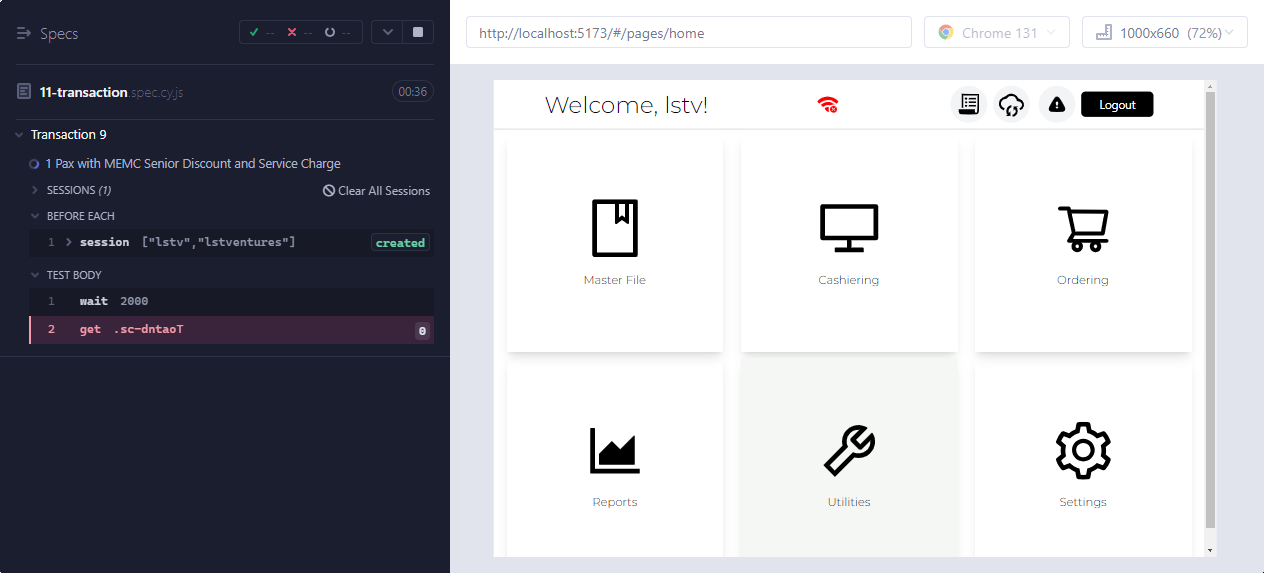 Specs
-- -- --
11-transaction.spec.cy.js
00:36
Transaction 9
1 Pax with MEMC Senior Discount and Service Charge
SESSIONS (1)
Clear All Sessions
BEFORE EACH
1 session ["lstv","lstventures"] created
TEST BODY
1 wait 2000
2 get .sc-dntaoT 0
http://localhost:5173/#/pages/home
Chrome 131
1000x660 (72%)
Welcome, lstv!
Logout
Master File
Cashiering
Ordering
Reports
Utilities
Settings